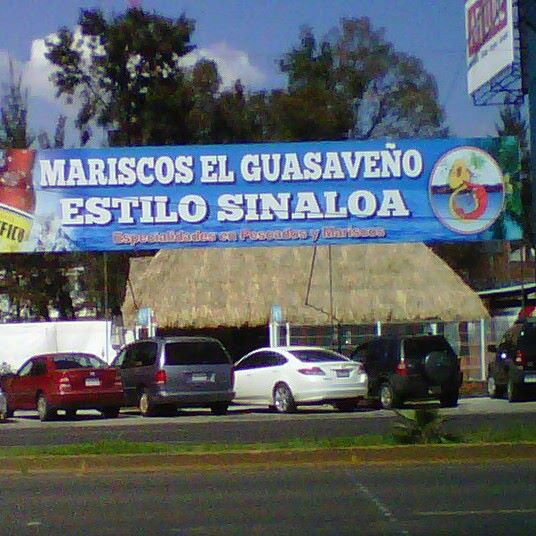 MARISCOS EL GUASAVEÑO
ESTILO SINALOA
Especialidades en Pescados y Mariscos